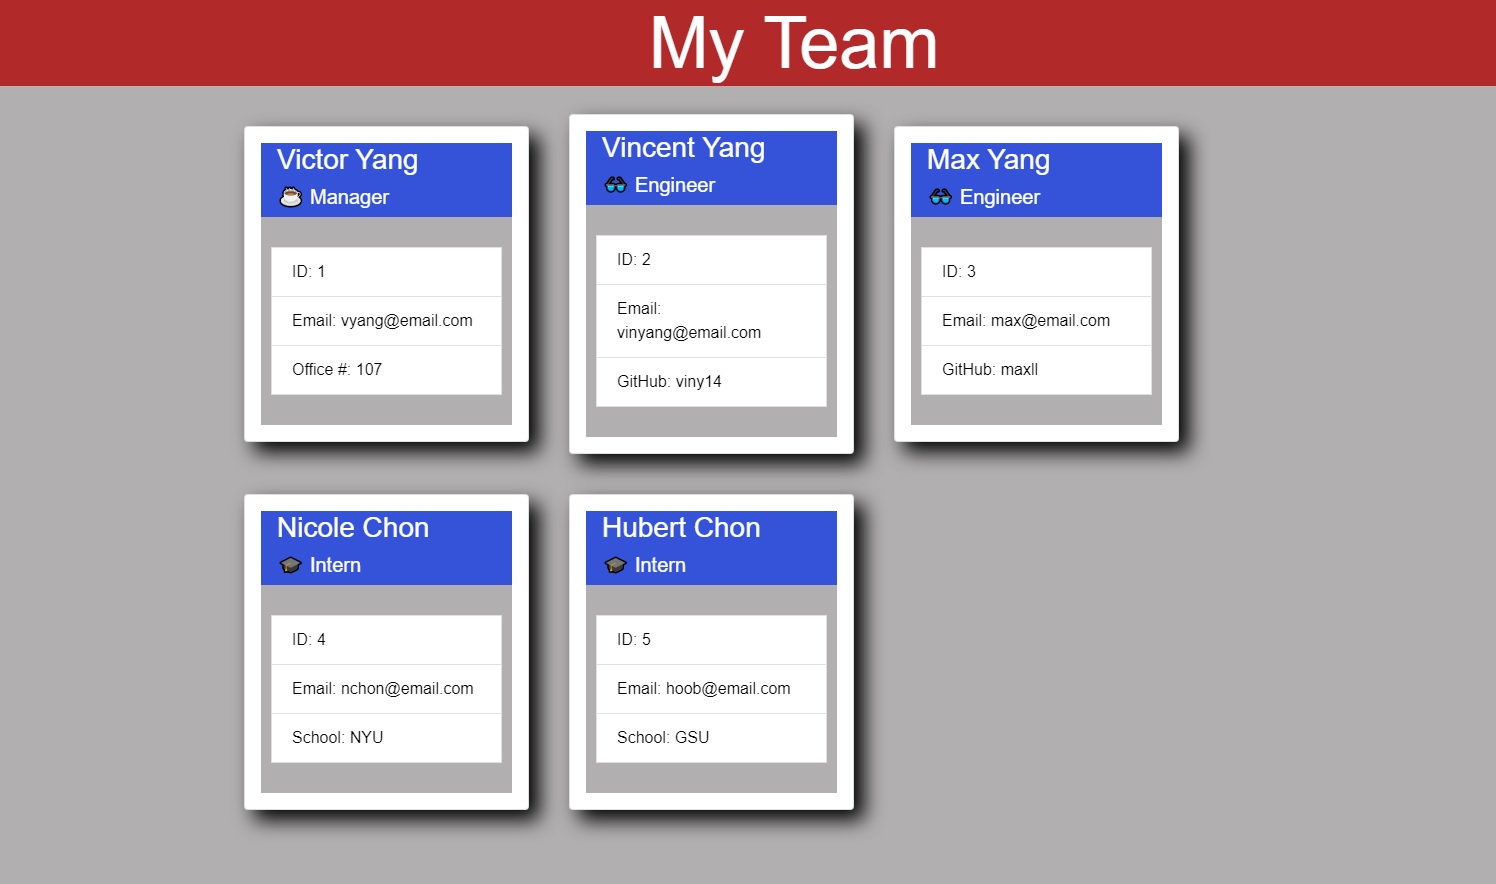 My Team
Victor Yang
Manager
ID: 1
Email: vyang@email.com
Office #: 107
Vincent Yang
Engineer
ID: 2
Email:
vinyang@email.com
GitHub: viny14
Max Yang
Engineer
ID: 3
Email: max@email.com
GitHub: maxll
Nicole Chon
Intern
ID: 4
Email: nchon@email.com
School: NYU
Hubert Chon
Intern
ID: 5
Email: hoob@email.com
School: GSU